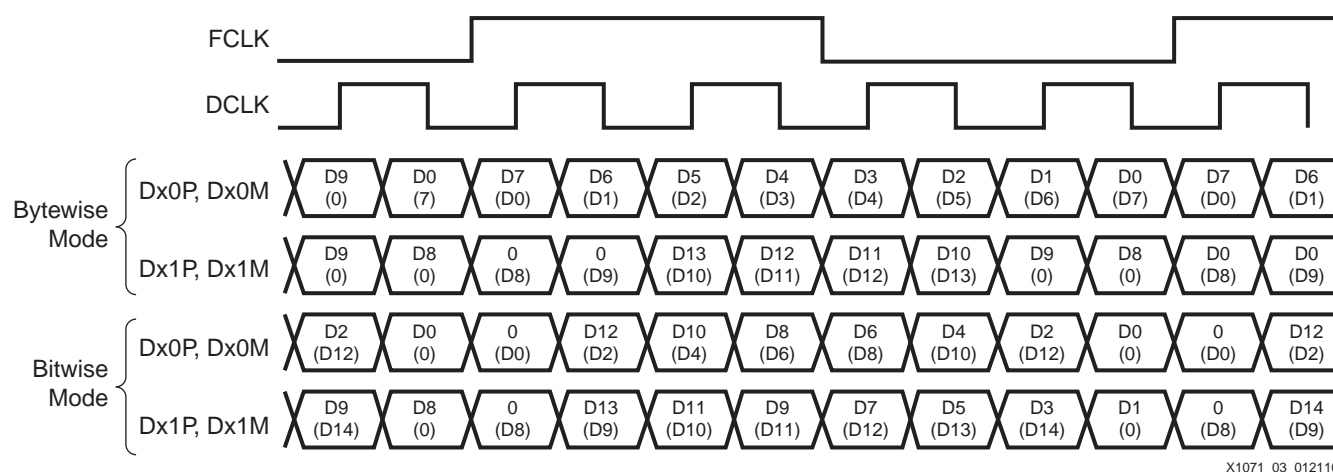 FCLK
DCLK
Bytewise
Mode
Dx0P, Dx0M
D9 D0 D7 D6 D5 D4 D3 D2 D1 D0 D7 D6
(0) (7) (D0) (D1) (D2) (D3) (D4) (D5) (D6) (D7) (D0) (D1)
Dx1P, Dx1M
D9 D8 0 0 D13 D12 D11 D10 D9 D8 D0 D0
(0) (0) (D8) (D9) (D10) (D11) (D12) (D13) (0) (0) (D8) (D9)
Bitwise
Mode
Dx0P, Dx0M
D2 D0 0 D12 D10 D8 D6 D4 D2 D0 0 D12
(D12) (0) (D0) (D2) (D4) (D6) (D8) (D10) (D12) (0) (D0) (D2)
Dx1P, Dx1M
D9 D8 0 D13 D11 D9 D7 D5 D3 D1 0 D14
(D14) (0) (D8) (D9) (D10) (D11) (D12) (D13) (D14) (0) (D8) (D9)